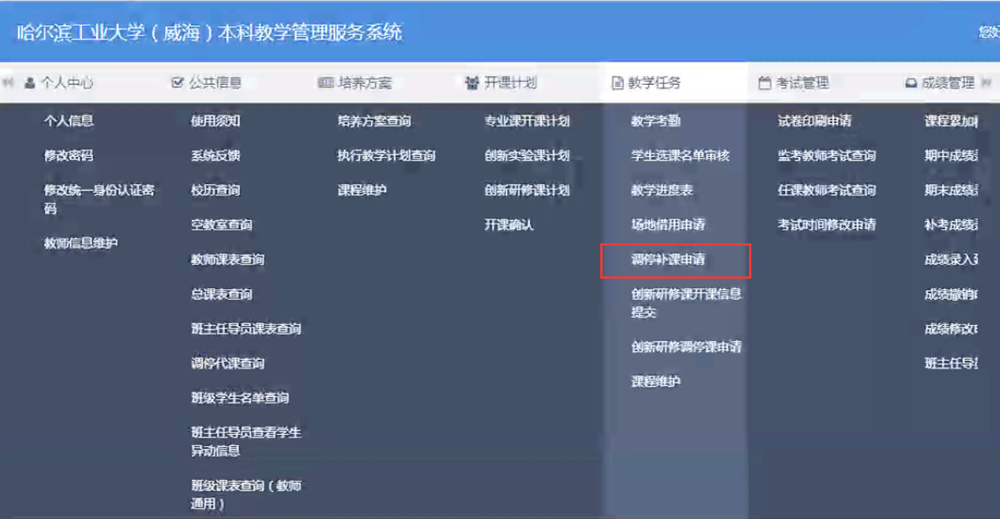 哈尔滨工业大学（威海）本科教学管理服务系统
个人中心
公共信息
培养方案
开课计划
教学任务
考试管理
成绩管理
个人信息
修改密码
修改统一身份认证密
码
教师信息维护
使用须知
系统反馈
校历查询
空教室查询
教师课表查询
总课表查询
班主任导员课表查询
调停代课查询
班级学生名单查询
班主任导员查看学生
异动信息
班级课表查询（教师
通用）
培养方案查询
执行教学计划查询
课程维护
专业课开课计划
创新实验课计划
创新研修课计划
开课确认
教学考勤
学生选课名单审核
教学进度表
场地借用申请
调停补课申请
创新研修课开课信息
提交
创新研修调停课申请
课程维护
试卷印刷申请
监考教师考试查询
任课教师考试查询
考试时间修改申请
课程累加
期中成绩
期末成绩
补考成绩
成绩录入
成绩撤销
成绩修改
班主任导